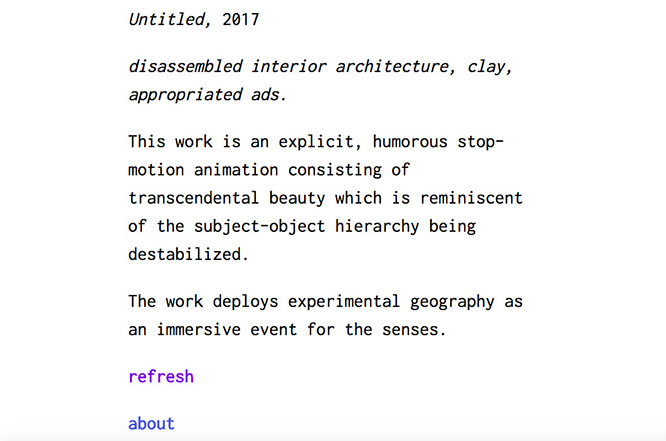 Untitled, 2017
disassembled interior architecture, clay,
appropriated ads.
This work is an explicit, humorous stop-
motion animation consisting of
transcendental beauty which is reminiscent
of the subject-object hierarchy being
destabilized.
The work deploys experimental geography as
an immersive event for the senses.
refresh
about